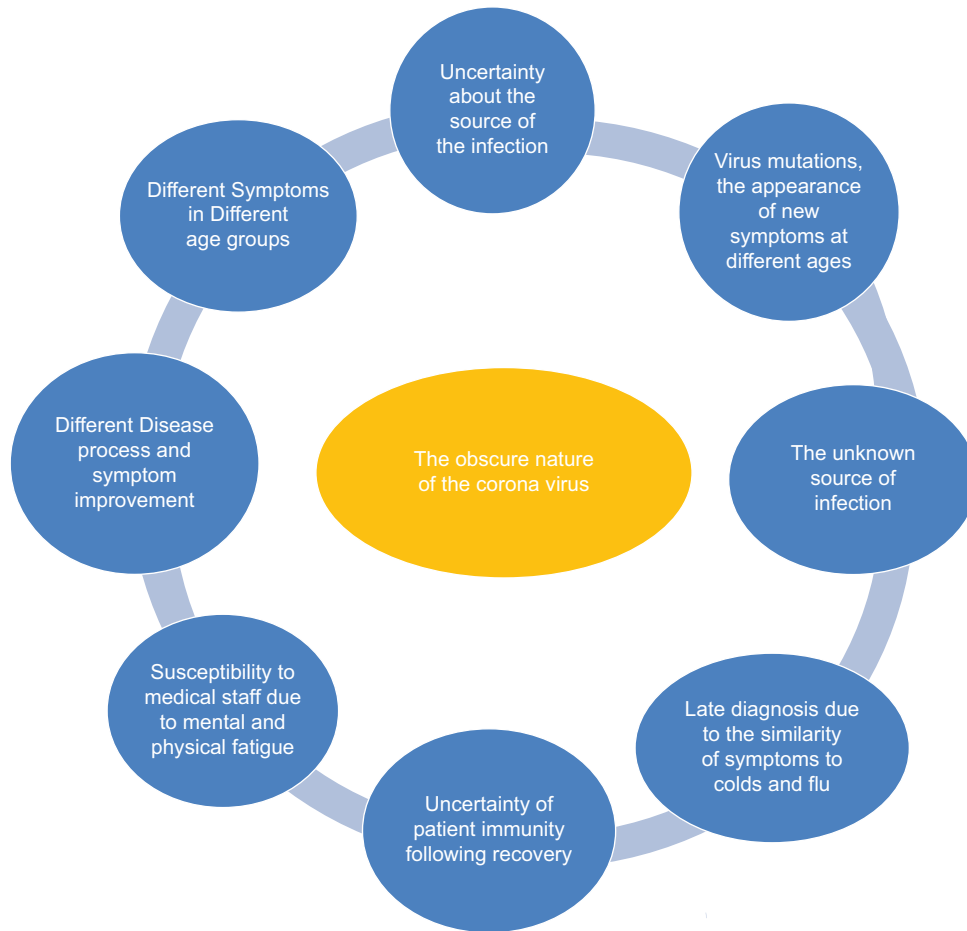 Uncertainty
about the
source of
the infection
Virus mutations,
the appearance
of new
symptoms at
different ages
The unknown
source of
infection
Late diagnosis due
to the similarity
of symptoms to
colds and flu
Uncertainty of
patient immunity
following recovery
Susceptibility to
medical staff due
to mental and
physical fatigue
Different Disease
process and
symptom
improvement
Different Symptoms
in Different
age groups
The obscure nature
of the corona virus